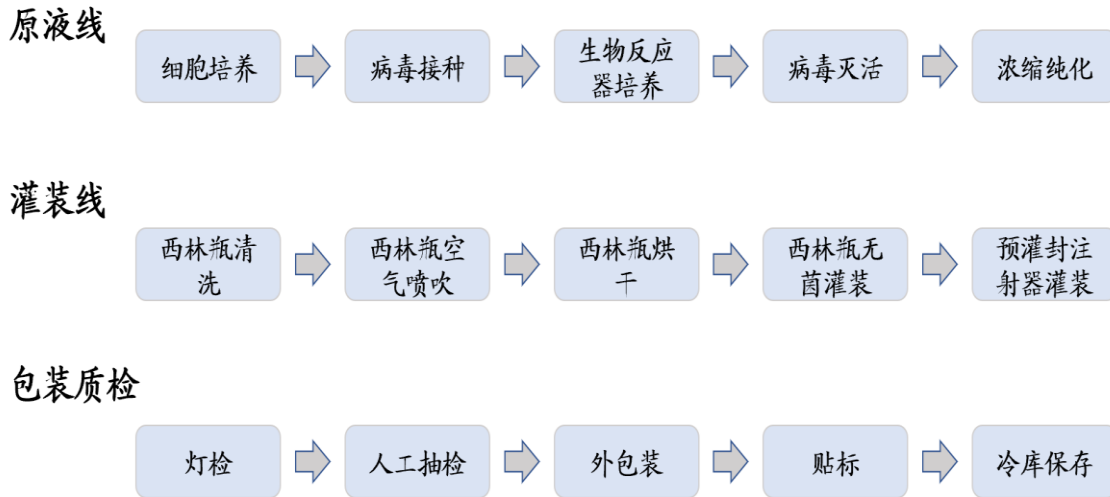 原液线
细胞培养
病毒接种
生物反应
器培养
病毒灭活
浓缩纯化
灌装线
西林瓶清
洗
西林瓶空
气喷吹
西林瓶烘
干
西林瓶无
菌灌装
预灌封注
射器灌装
包装质检
灯检
人工抽检
外包装
贴标
冷库保存